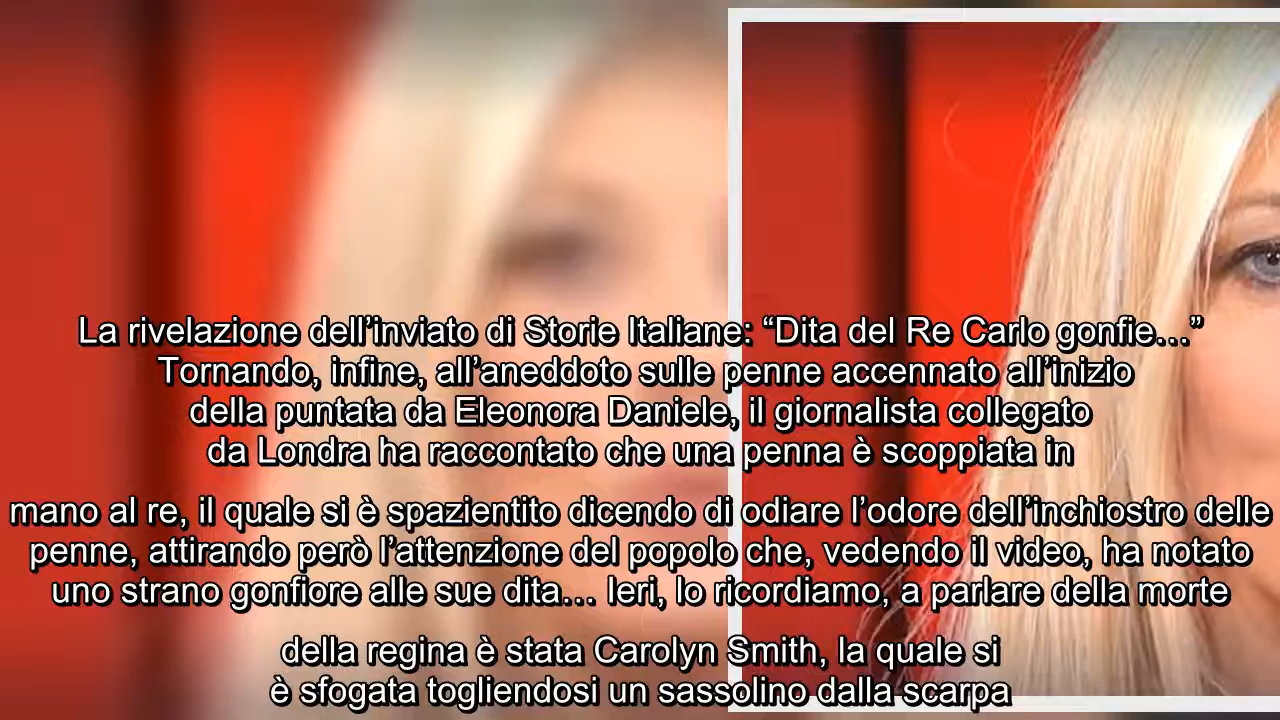 La rivelazione dell’inviato di Storie Italiane: “Dita del Re Carlo gonfie…”
Tornando, infine, all’aneddoto sulle penne accennato all’inizio
della puntata da Eleonora Daniele, il giornalista collegato
da Londra ha raccontato che una penna è scoppiata in
mano al re, il quale si è spazientito dicendo di odiare l’odore dell’inchiostro delle
penne, attirando però l’attenzione del popolo che, vedendo il video, ha notato
uno strano gonfiore alle sue dita… Ieri, lo ricordiamo, a parlare della morte
della regina è stata Carolyn Smith, la quale si
è sfogata togliendosi un sassolino dalla scarpa